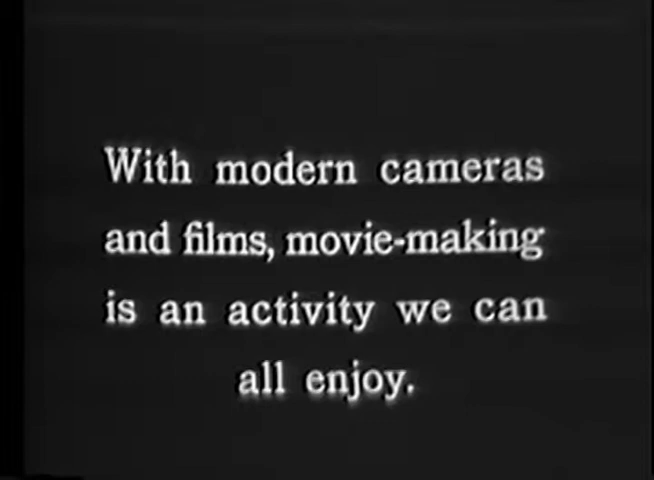 With modern cameras
and films, movie-making
is an activity we can
all enjoy.